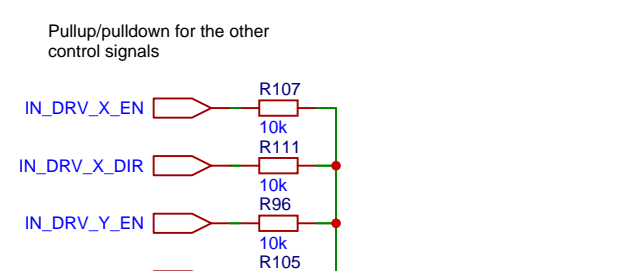 Pullup/pulldown for the other
control signals
R107
IN_DRV_X_EN
10k
R111
IN_DRV_X_DIR
10k
R96
IN_DRV_Y_EN
10k
R105